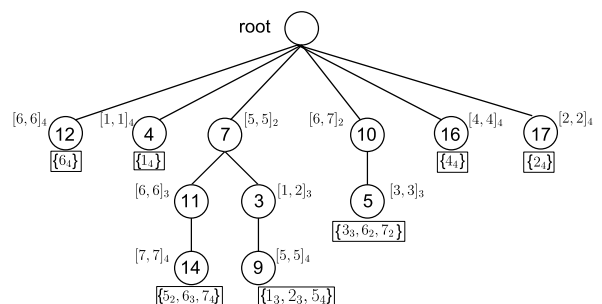 root
[6, 6]₄ [1, 1]₄ [5, 5]₂ [6, 7]₂ [4, 4]₄ [2, 2]₄
12 4 7 10 16 17
{6₄} {1₄} {4₄} {2₄}
[6, 6]₃ [1, 2]₃ [3, 3]₃
11 3 5
{3₃, 6₂, 7₂}
[7, 7]₄ [5, 5]₄
14 9
{5₂, 6₃, 7₄} {1₃, 2₃, 5₄}